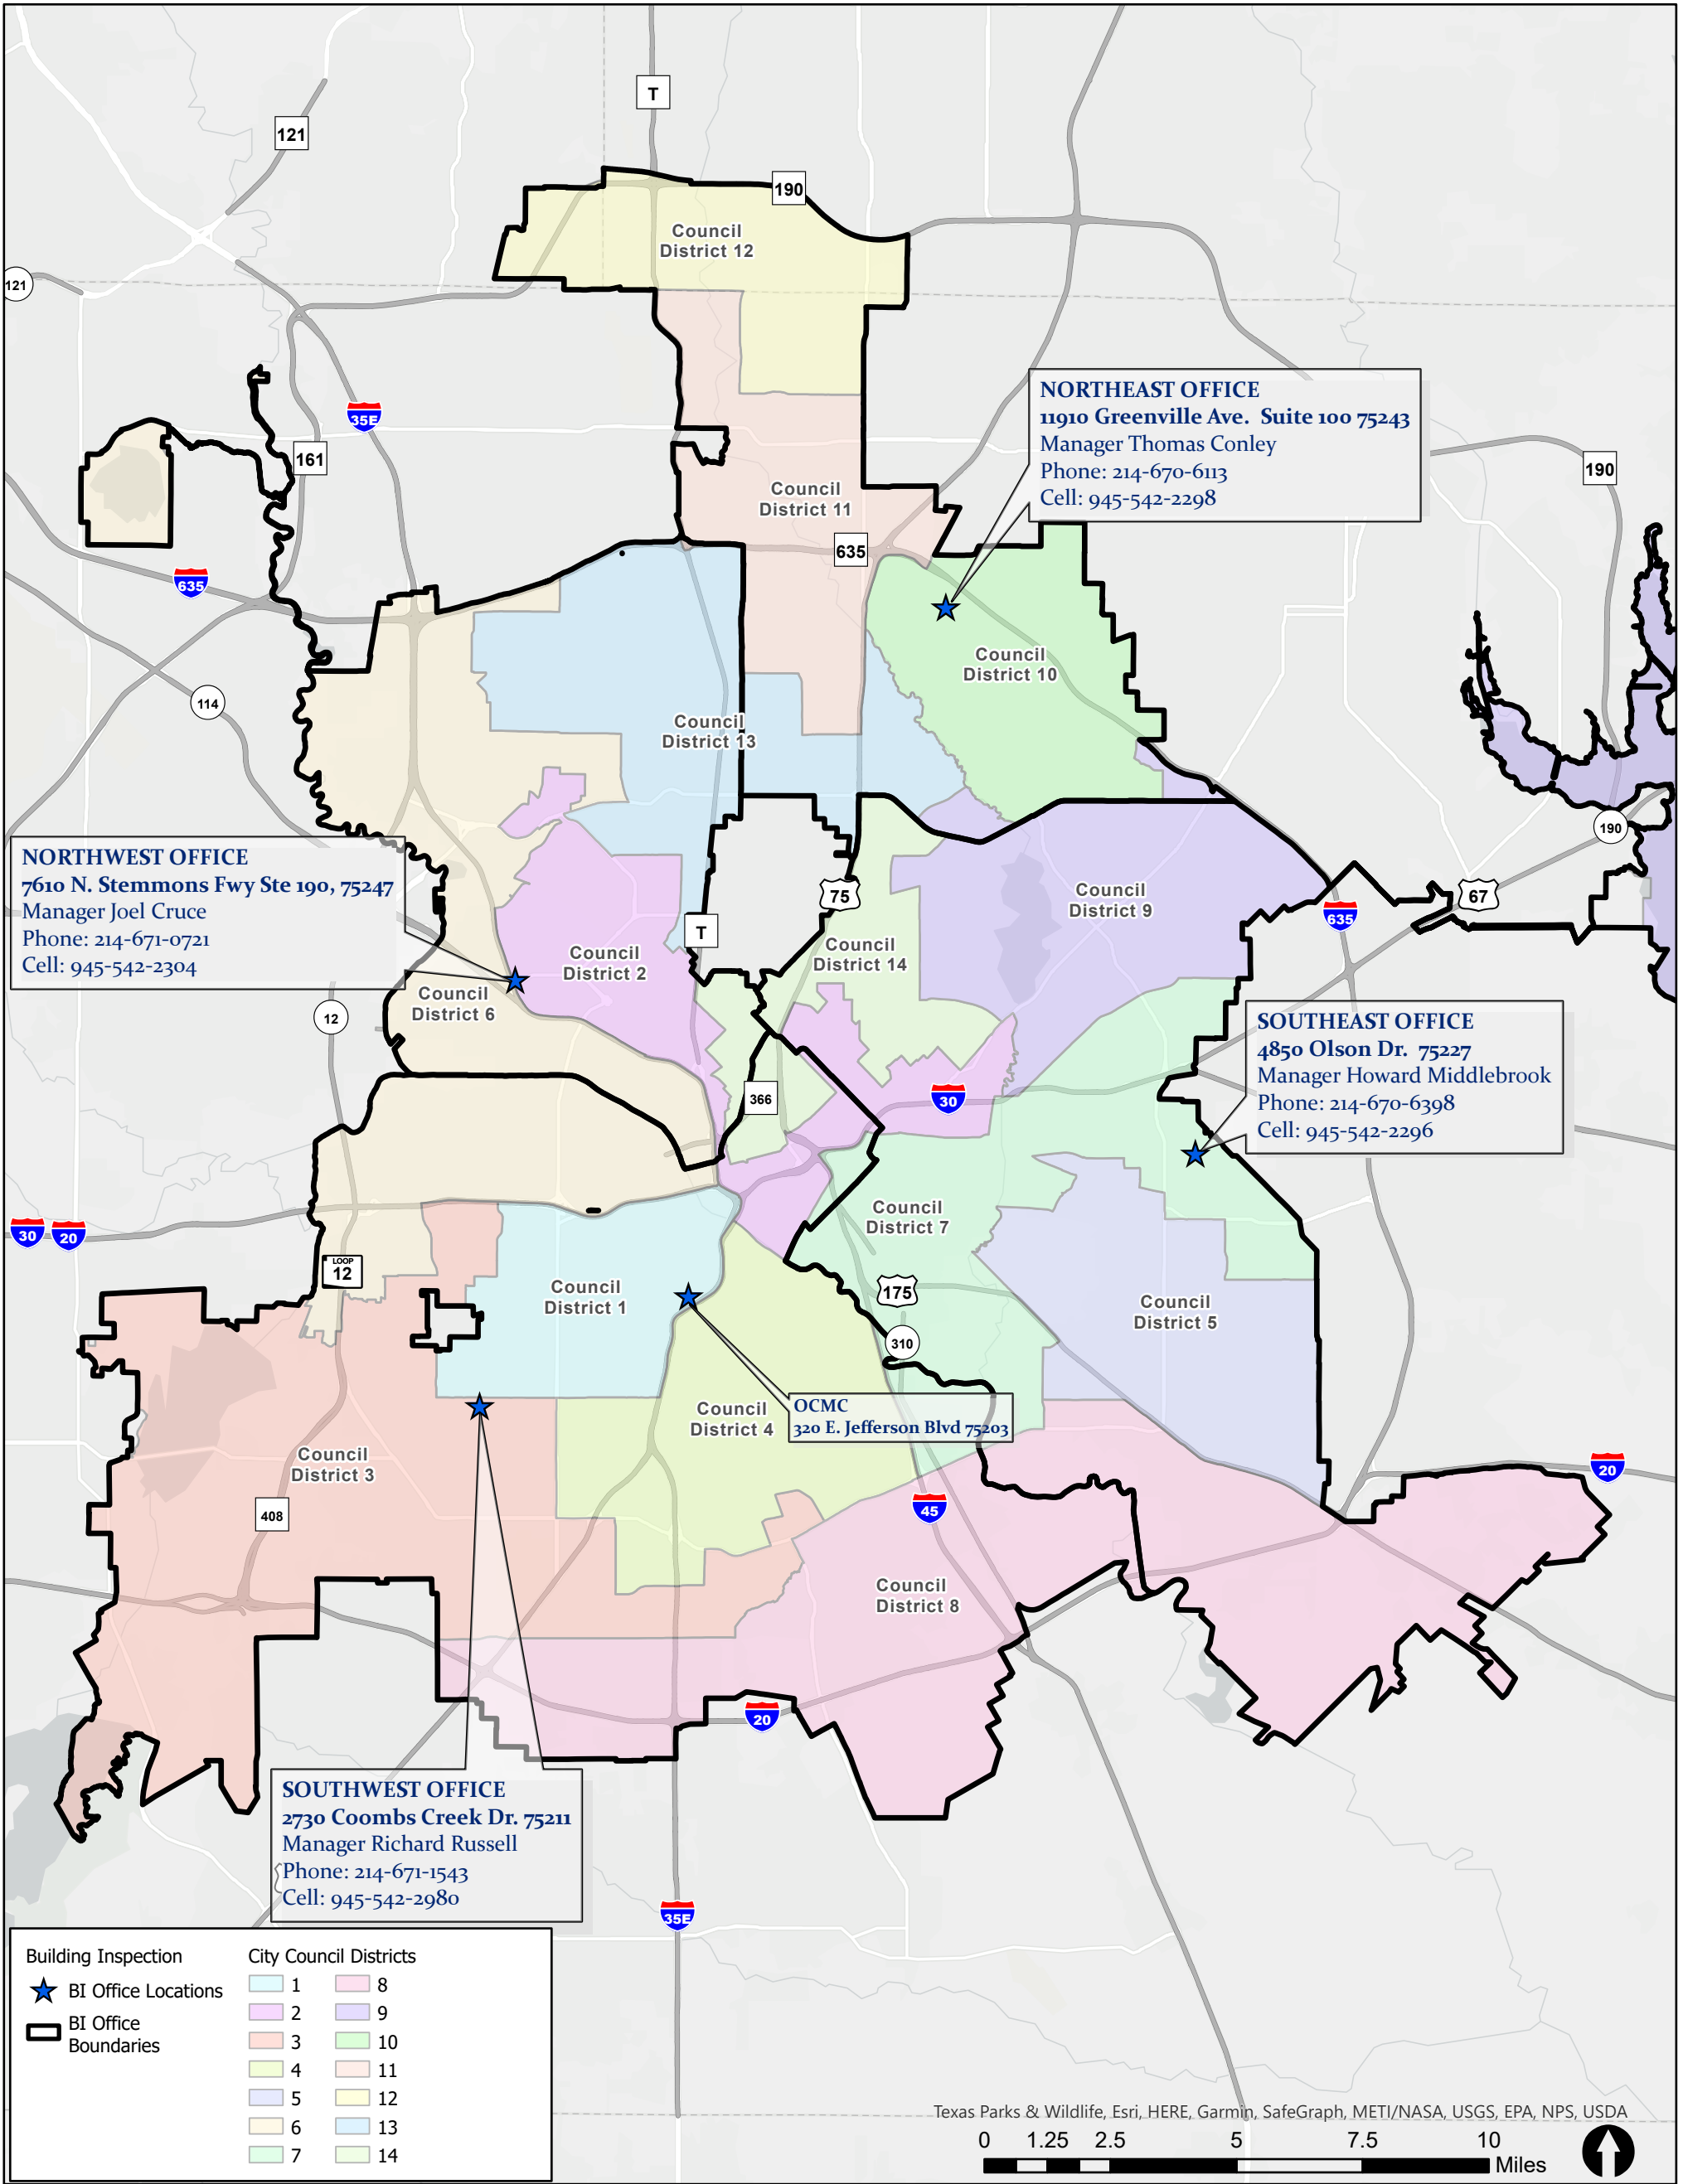 T
121
190
Council
District 12
121
NORTHEAST OFFICE
11910 Greenville Ave.  Suite 100 75243
Manager Thomas Conley
Phone: 214-670-6113
Cell: 945-542-2298
35E
161
190
Council
District 11
635
635
Council
District 10
114
Council
District 13
190
NORTHWEST OFFICE
7610 N. Stemmons Fwy Ste 190, 75247
Manager Joel Cruce
Phone: 214-671-0721
Cell: 945-542-2304
75
67
Council
District 9
635
T
Council
District 14
Council
District 2
Council
District 6
12
SOUTHEAST OFFICE
4850 Olson Dr.  75227
Manager Howard Middlebrook
Phone: 214-670-6398
Cell: 945-542-2296
366
30
Council
District 7
30
20
LOOP
12
Council
District 1
175
Council
District 5
310
OCMC
320 E. Jefferson Blvd 75203
Council
District 4
Council
District 3
20
408
45
Council
District 8
20
SOUTHWEST OFFICE
2730 Coombs Creek Dr. 75211
Manager Richard Russell
Phone: 214-671-1543
Cell: 945-542-2980
35E
Building Inspection
BI Office Locations
BI Office
Boundaries
City Council Districts
1
2
3
4
5
6
7
8
9
10
11
12
13
14
Texas Parks & Wildlife, Esri, HERE, Garmin, SafeGraph, METI/NASA, USGS, EPA, NPS, USDA
0 1.25 2.5 5 7.5 10
Miles